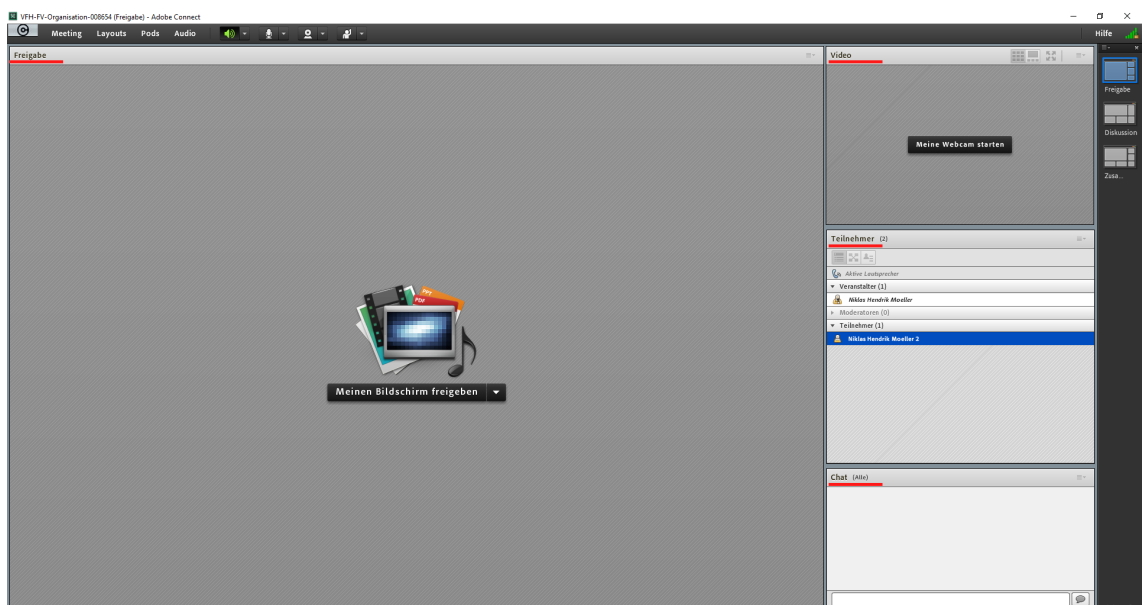 VFH-FV-Organisation-008654 (Freigabe) - Adobe Connect
Meeting Layouts Pods Audio Hilfe
Freigabe
Video
Freigabe
Diskussion
Zusa...
Meine Webcam starten
PPT
PDF
Meinen Bildschirm freigeben
Teilnehmer (2)
Aktive Lautsprecher
Veranstalter (1)
Niklas Hendrik Moeller
Moderatoren (0)
Teilnehmer (1)
Niklas Hendrik Moeller 2
Chat (Alle)